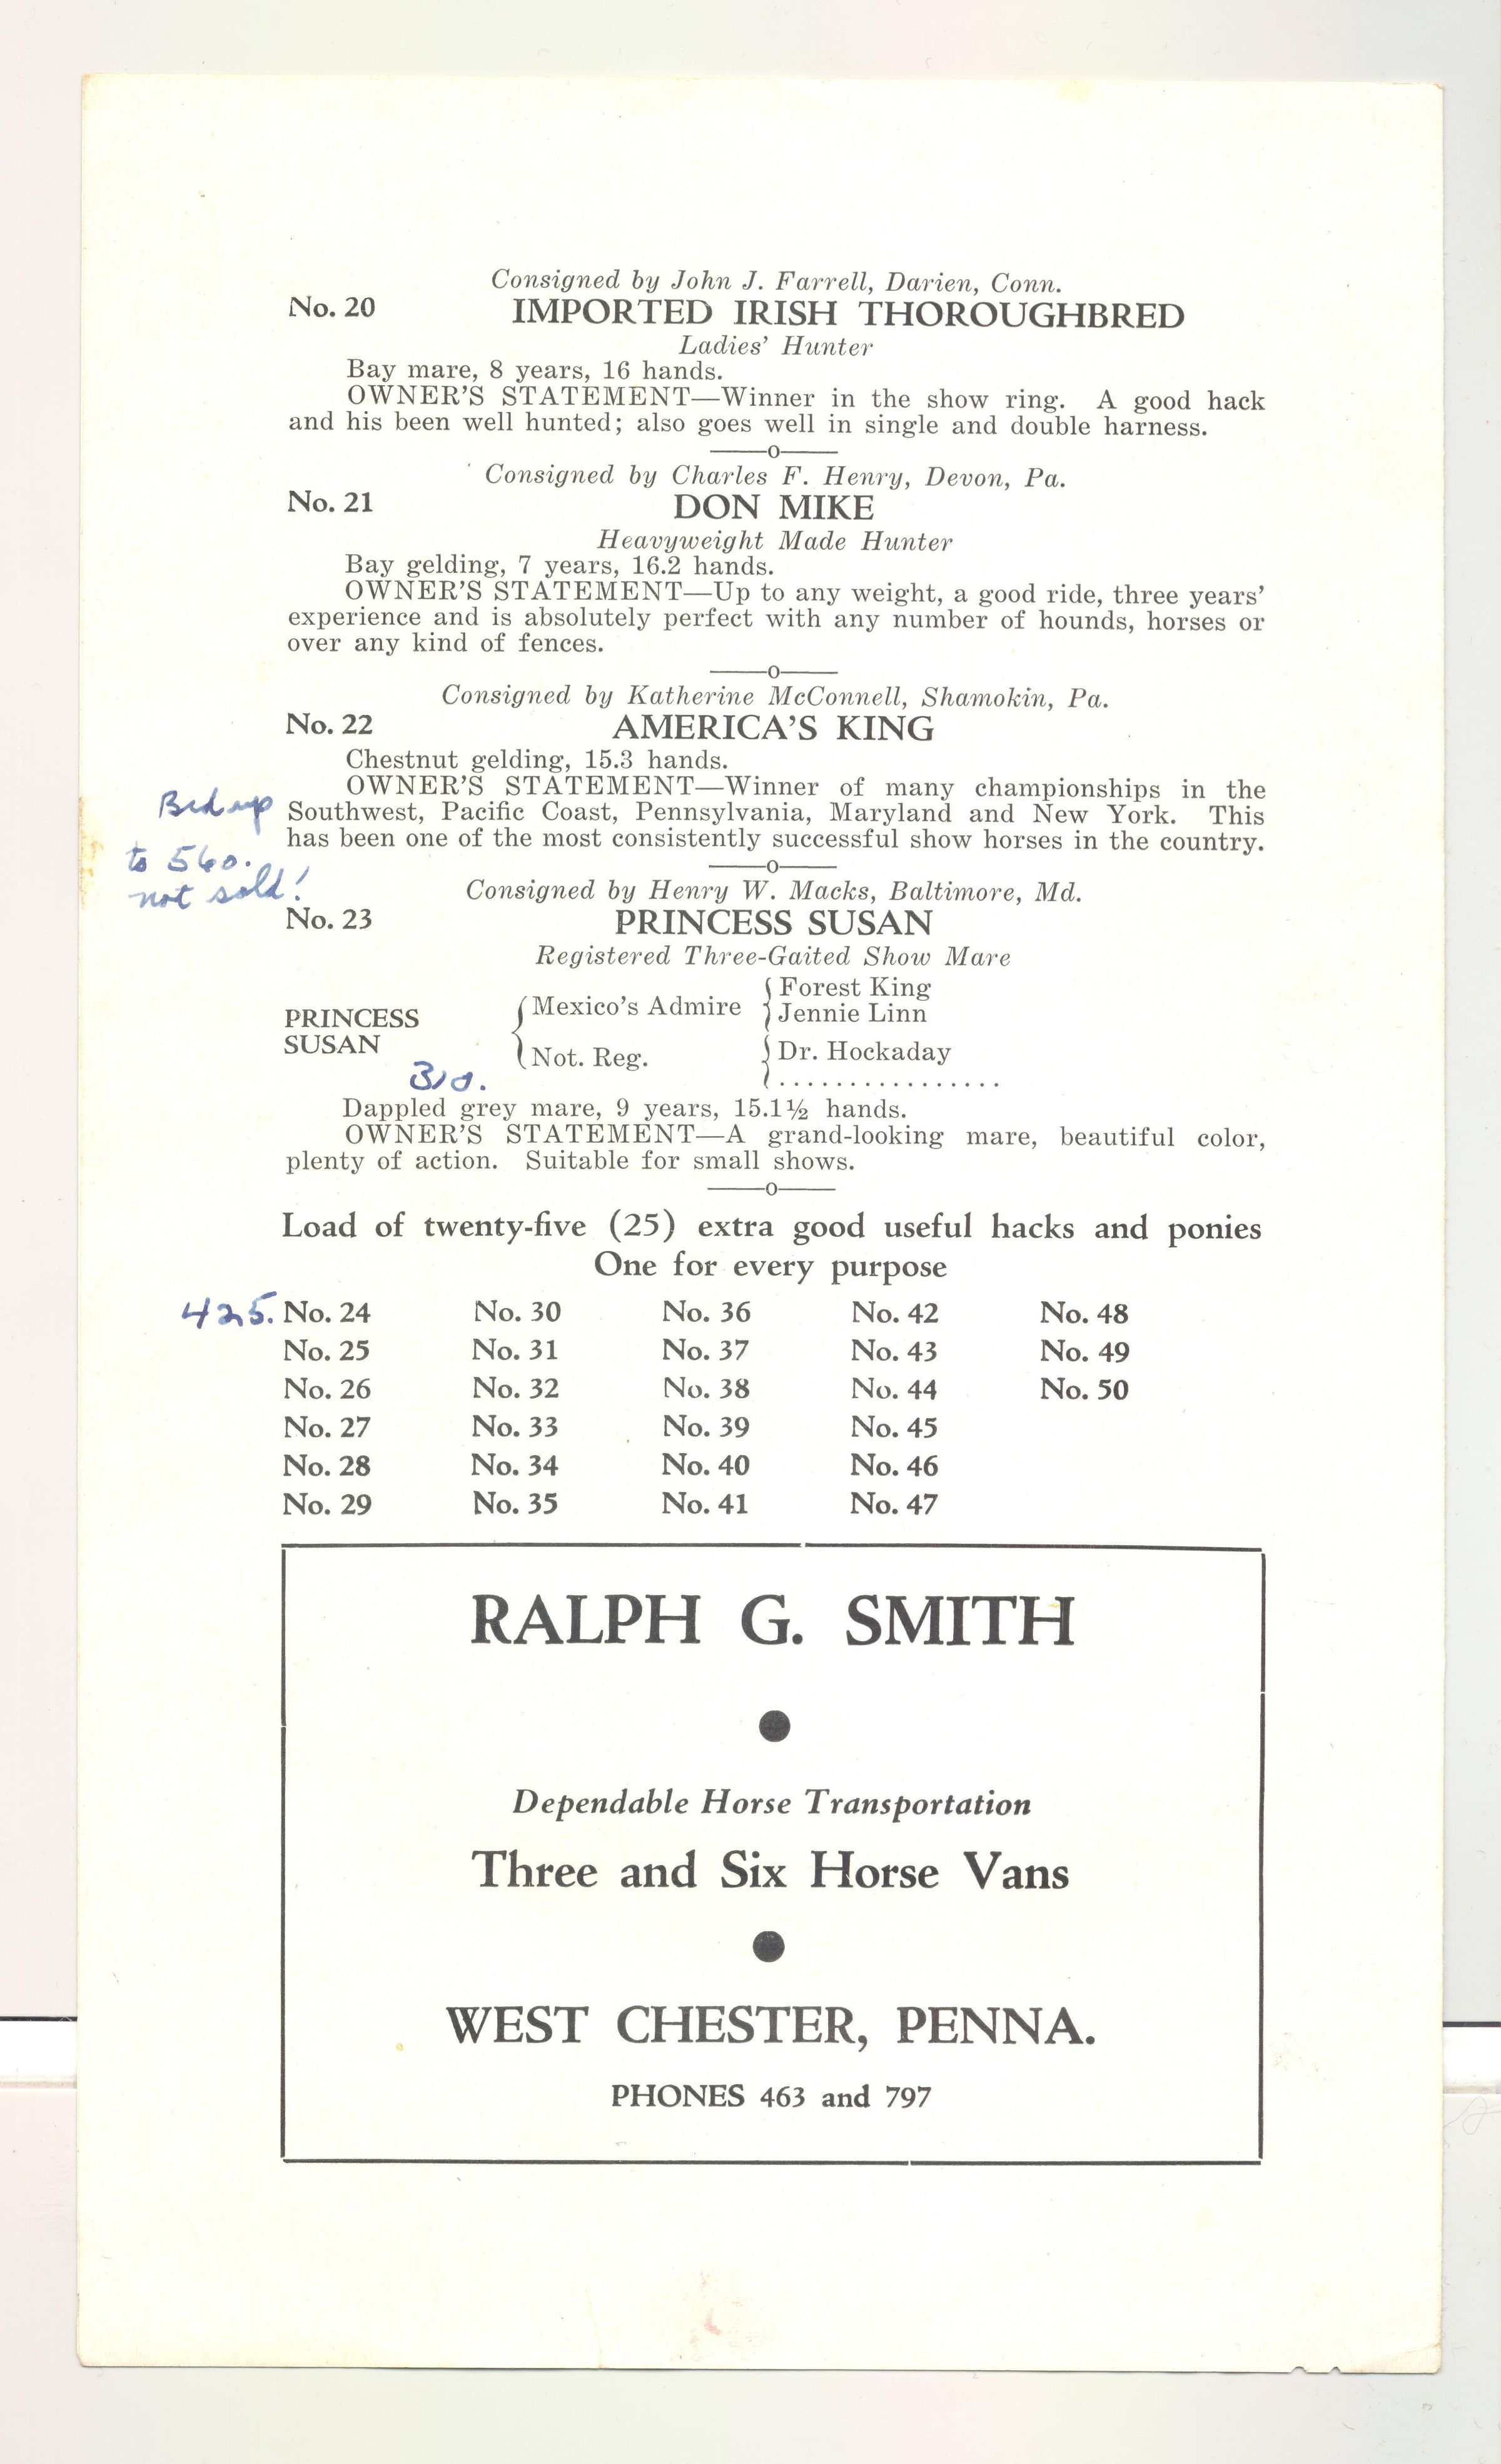 Consigned by John J. Farrell, Darien, Conn.
No. 20 IMPORTED IRISH THOROUGHBRED
Ladies' Hunter
Bay mare, 8 years, 16 hands.
OWNER'S STATEMENT—Winner in the show ring. A good hack
and his been well hunted; also goes well in single and double harness.
——o——
Consigned by Charles F. Henry, Devon, Pa.
No. 21 DON MIKE
Heavyweight Made Hunter
Bay gelding, 7 years, 16.2 hands.
OWNER'S STATEMENT—Up to any weight, a good ride, three years'
experience and is absolutely perfect with any number of hounds, horses or
over any kind of fences.
——o——
Consigned by Katherine McConnell, Shamokin, Pa.
No. 22 AMERICA'S KING
Chestnut gelding, 15.3 hands.
OWNER'S STATEMENT—Winner of many championships in the
Southwest, Pacific Coast, Pennsylvania, Maryland and New York. This
has been one of the most consistently successful show horses in the country.
Bid up
to 560.
not sold!
——o——
Consigned by Henry W. Macks, Baltimore, Md.
No. 23 PRINCESS SUSAN
Registered Three-Gaited Show Mare
PRINCESS
SUSAN
Mexico's Admire
Not. Reg.
Forest King
Jennie Linn
Dr. Hockaday
................
310.
Dappled grey mare, 9 years, 15.1½ hands.
OWNER'S STATEMENT—A grand-looking mare, beautiful color,
plenty of action. Suitable for small shows.
——o——
Load of twenty-five (25) extra good useful hacks and ponies
One for every purpose
425. No. 24 No. 30 No. 36 No. 42 No. 48
No. 25 No. 31 No. 37 No. 43 No. 49
No. 26 No. 32 No. 38 No. 44 No. 50
No. 27 No. 33 No. 39 No. 45
No. 28 No. 34 No. 40 No. 46
No. 29 No. 35 No. 41 No. 47
RALPH G. SMITH
●
Dependable Horse Transportation
Three and Six Horse Vans
●
WEST CHESTER, PENNA.
PHONES 463 and 797